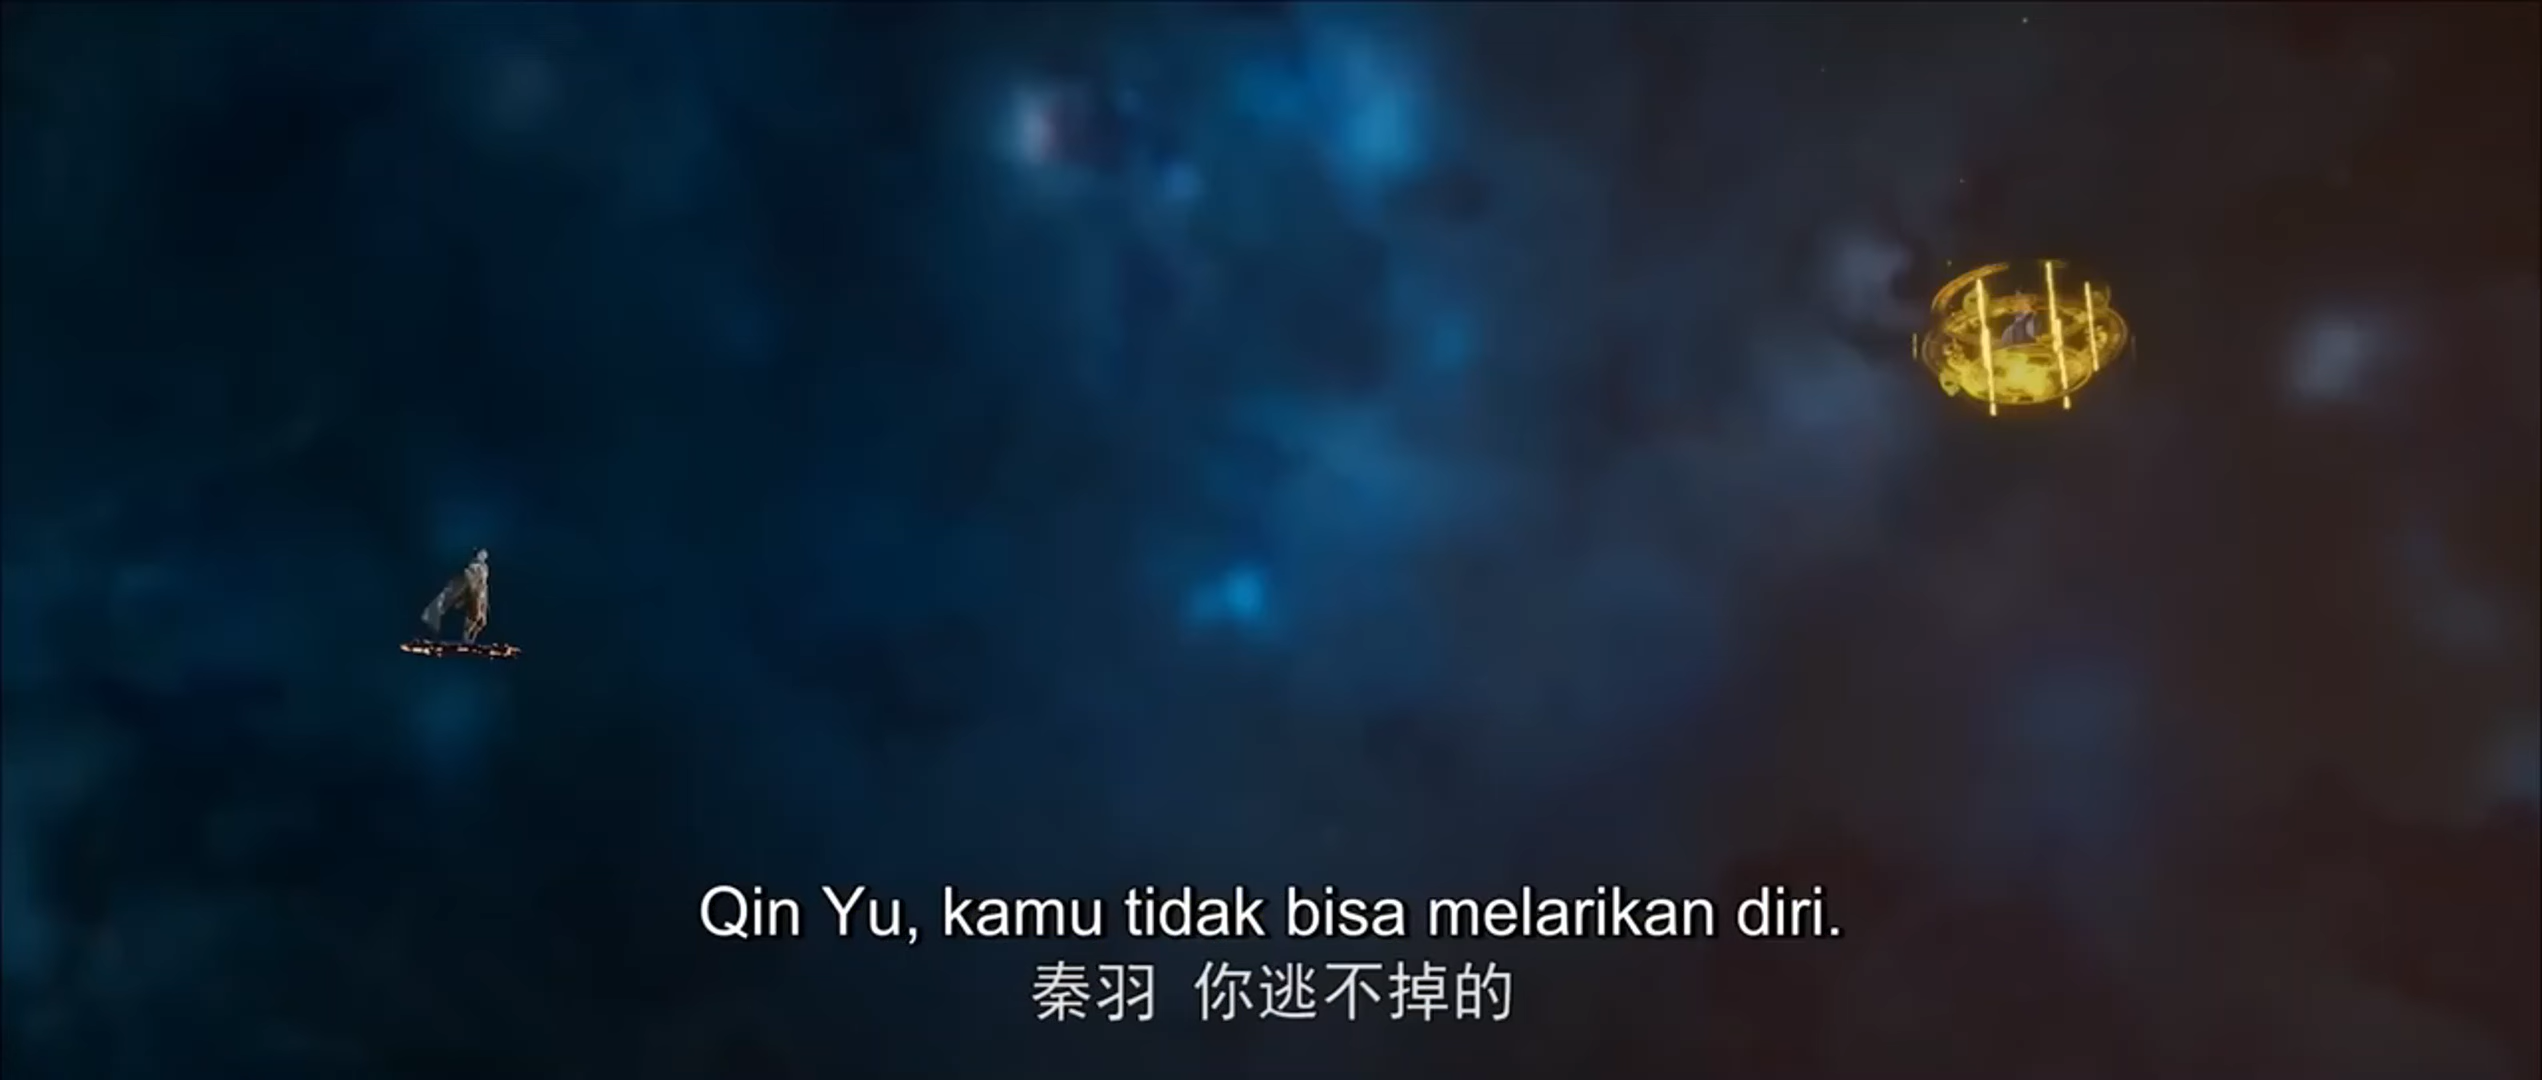 Qin Yu, kamu tidak bisa melarikan diri.
秦羽 你逃不掉的